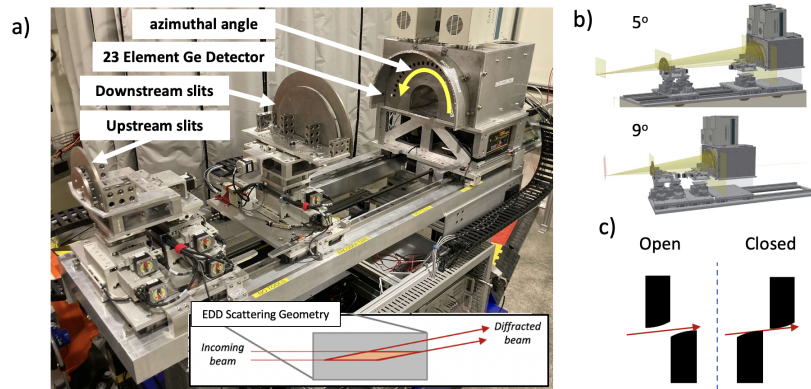 a)
azimuthal angle
23 Element Ge Detector
Downstream slits
Upstream slits
EDD Scattering Geometry
Incoming
beam
Diffracted
beam
b)
5°
9°
c)
Open
Closed